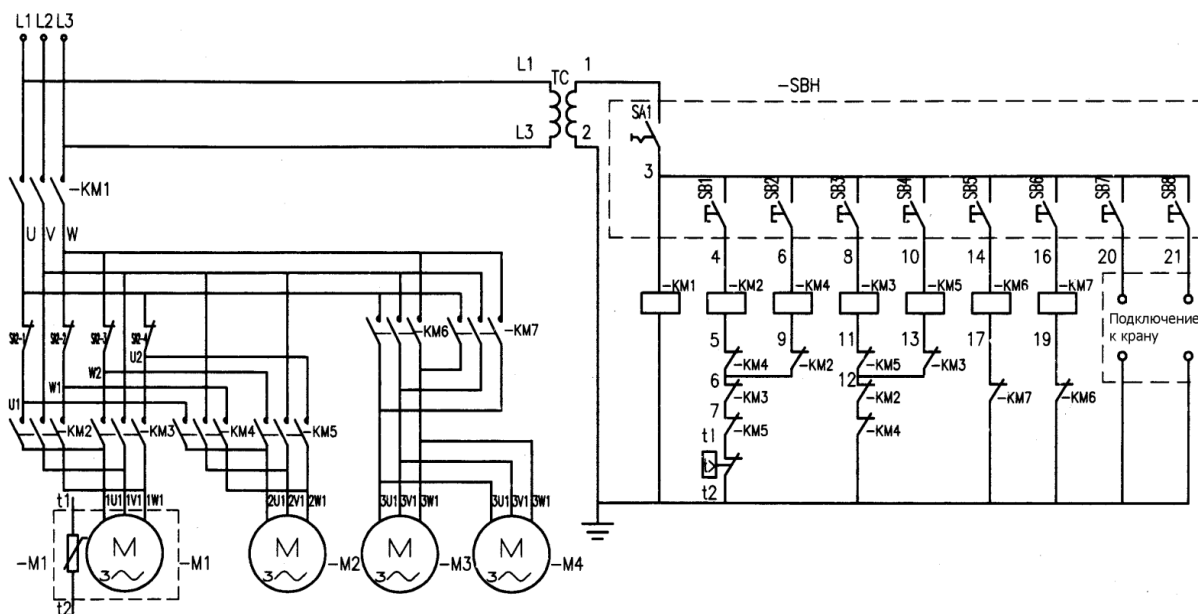 L1 L2 L3
L1 TC 1
L3 2
-SBH
SA1
3
-KM1
U V W
SB1 SB2 SB3 SB4 SB5 SB6 SB7 SB8
4 6 8 10 14 16 20 21
-KM1 -KM2 -KM4 -KM3 -KM5 -KM6 -KM7
Подключение
к крану
-KM6 -KM7
U2
W2
W1
U1
5 9 11 13 17 19
-KM4 -KM2 -KM5 -KM3
6 12
-KM3 -KM2 -KM7 -KM6
7
-KM5 -KM4
t1
t2
-KM2 -KM3 -KM4 -KM5
t1 1U1 1V1 1W1 2U1 2V1 2W1 3U1 3V1 3W1 3U1 3V1 3W1
-M1 M 3 -M1 M 3 -M2 M 3 -M3 M 3 -M4
t2